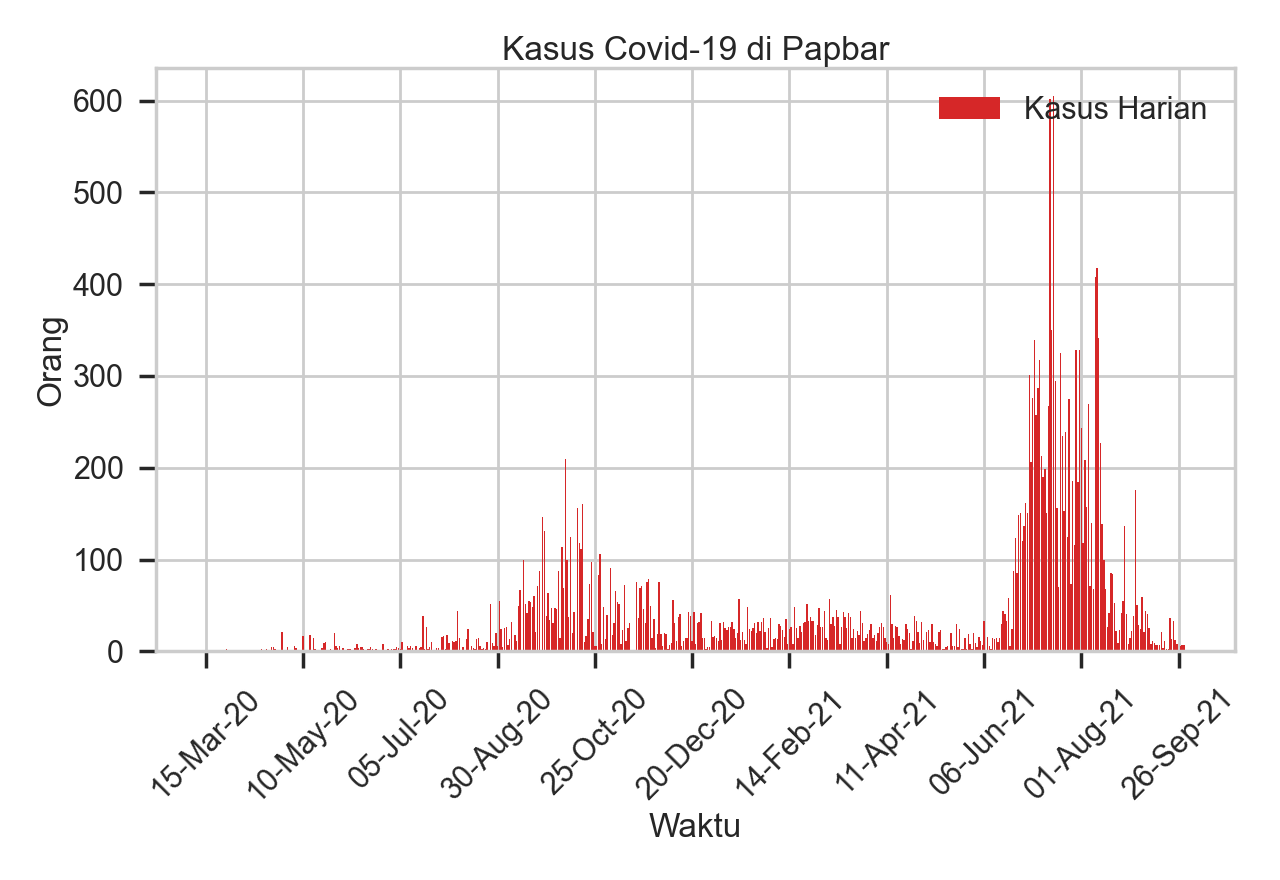 Kasus Covid-19 di Papbar
Kasus Harian
600
500
400
300
200
100
0
Orang
15-Mar-20
10-May-20
05-Jul-20
30-Aug-20
25-Oct-20
20-Dec-20
14-Feb-21
11-Apr-21
06-Jun-21
01-Aug-21
26-Sep-21
Waktu